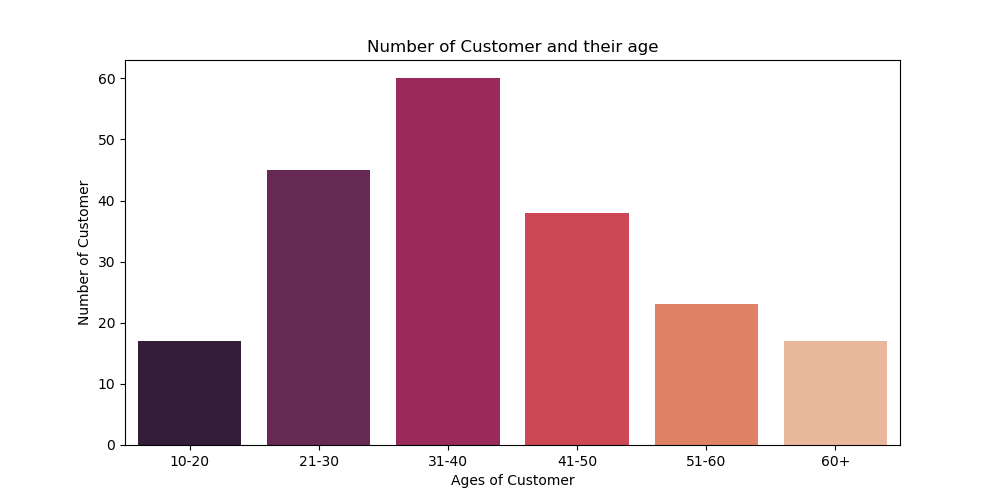 Number of Customer and their age
Number of Customer
60
50
40
30
20
10
0
10-20 21-30 31-40 41-50 51-60 60+
Ages of Customer